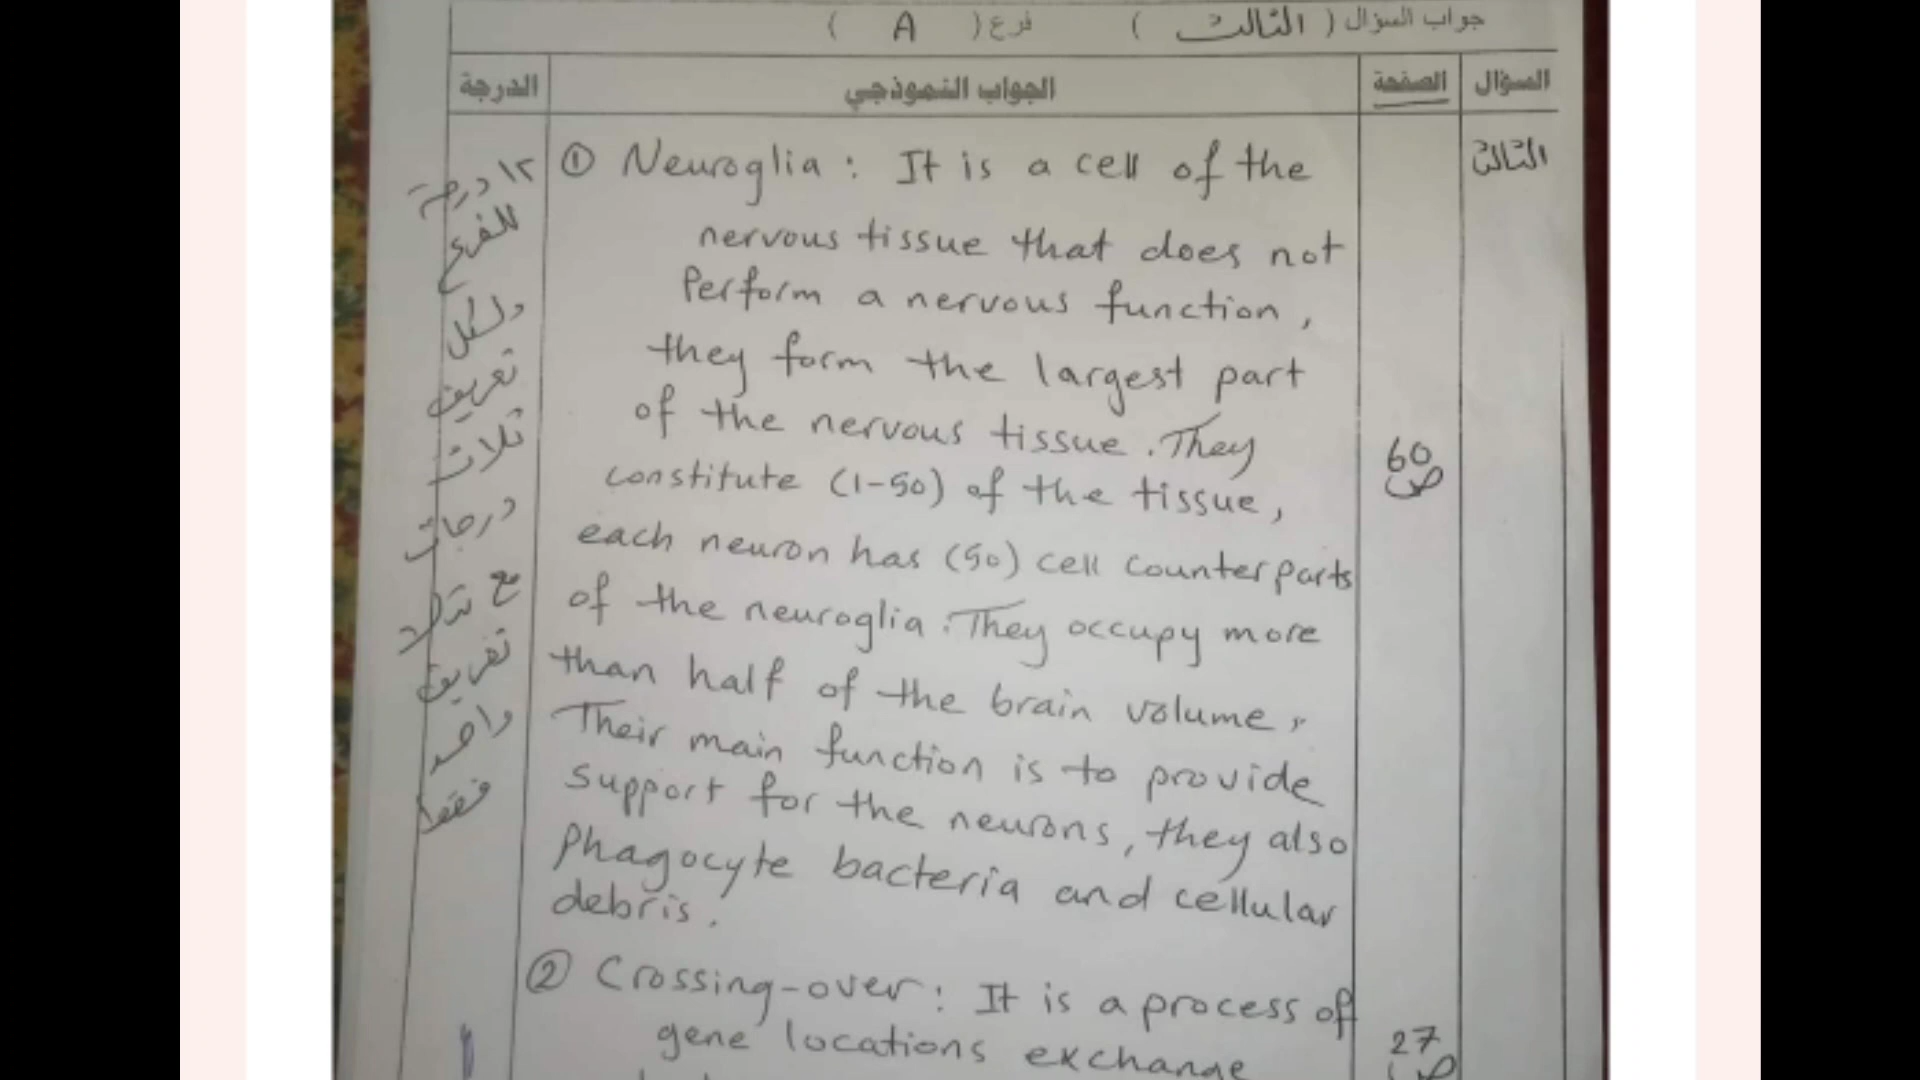 جواب السؤال ( الثالث ) فرع ( A )
السؤال الصفحة الجواب النموذجي الدرجة
الثالث
① Neuroglia : It is a cell of the
nervous tissue that does not
Perform a nervous function,
they form the largest part
of the nervous tissue. They
constitute (1-50) of the tissue,
each neuron has (50) cell counterparts
of the neuroglia. They occupy more
than half of the brain volume,
Their main function is to provide
support for the neurons, they also
Phagocyte bacteria and cellular
debris.
60
ص
② Crossing-over: It is a process of
gene locations exchange
27
ص
١٢ درجة
للفرع
ولكل
تعريف
ثلاث
درجات
مع ترك
تعريف
واحد
فقط